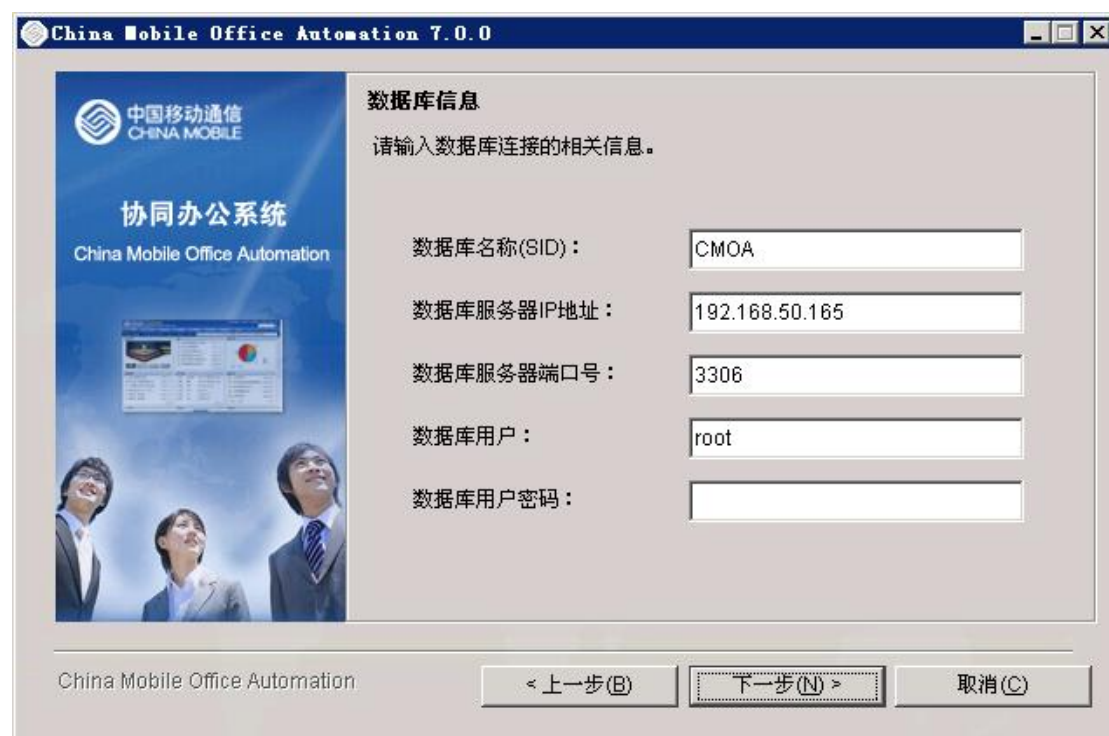 China Mobile Office Automation 7.0.0
中国移动通信
CHINA MOBILE
协同办公系统
China Mobile Office Automation
数据库信息
请输入数据库连接的相关信息。
数据库名称(SID)：
CMOA
数据库服务器IP地址：
192.168.50.165
数据库服务器端口号：
3306
数据库用户：
root
数据库用户密码：
China Mobile Office Automation
<上一步(B)
下一步(N)>
取消(C)